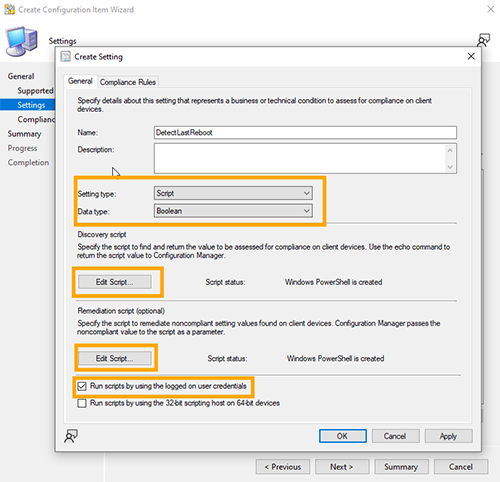 Create Configuration Item Wizard
Settings
General
Supported
Settings
Complianc
Summary
Progress
Completion
Create Setting
General
Compliance Rules
Specify details about this setting that represents a business or technical condition to assess for compliance on client
devices.
Name:
DetectLastReboot
Description:
Setting type:
Script
Data type:
Boolean
Discovery script
Specify the script to find and return the value to be assessed for compliance on client devices. Use the echo command to
return the script value to Configuration Manager.
Edit Script...
Script status:
Windows PowerShell is created
Remediation script (optional)
Specify the script to remediate noncompliant setting values found on client devices. Configuration Manager passes the
noncompliant value to the script as a parameter.
Edit Script...
Script status:
Windows PowerShell is created
Run scripts by using the logged on user credentials
Run scripts by using the 32-bit scripting host on 64-bit devices
OK
Cancel
Apply
< Previous
Next >
Summary
Cancel